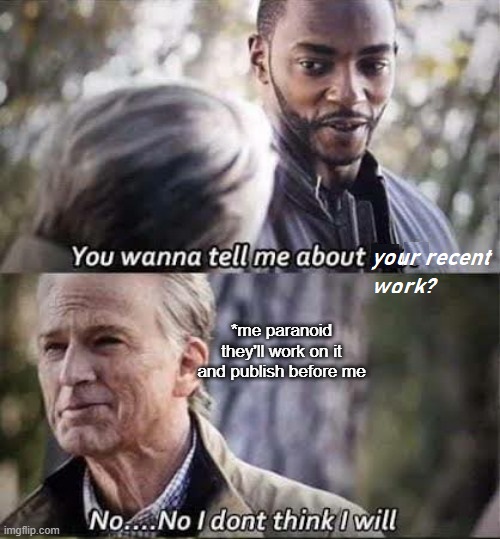 You wanna tell me about your recent
work?
*me paranoid
they'll work on it
and publish before me
No....No I dont think I will
imgflip.com